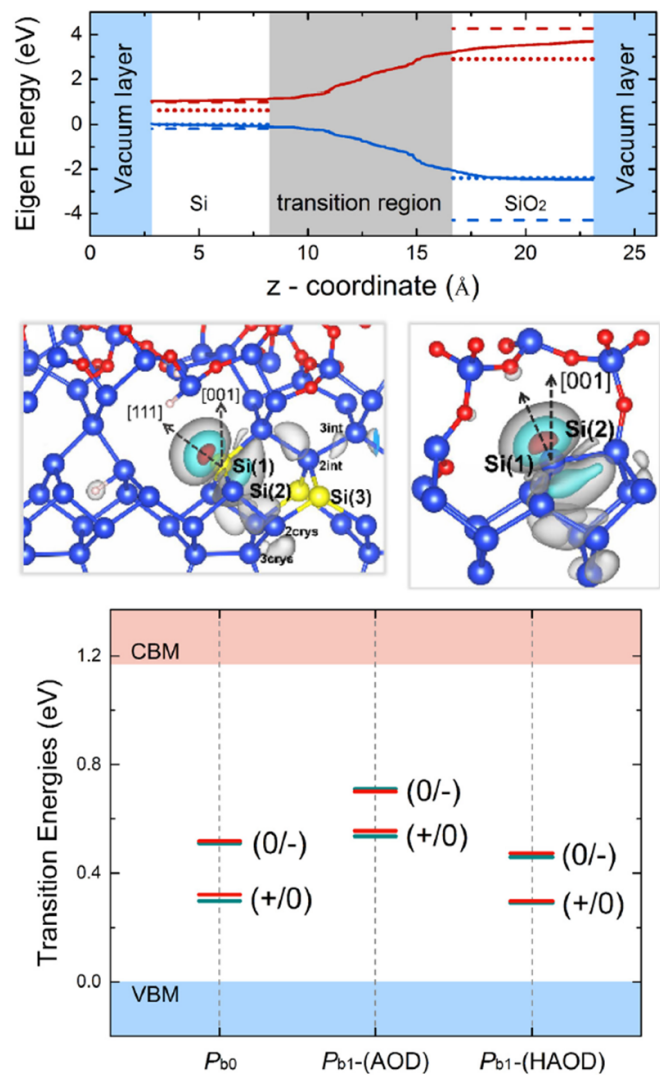 Eigen Energy (eV)
4
2
0
-2
-4
Vacuum layer
Si
transition region
SiO₂
Vacuum layer
0
5
10
15
20
25
z - coordinate (Å)
[111]
[001]
Si(1)
Si(2)
Si(3)
3int
2int
2crys
3crys
[001]
Si(2)
Si(1)
Transition Energies (eV)
1.2
0.8
0.4
0.0
CBM
(0/-)
(+/0)
(0/-)
(+/0)
(0/-)
(+/0)
VBM
Pb0
Pb1-(AOD)
Pb1-(HAOD)